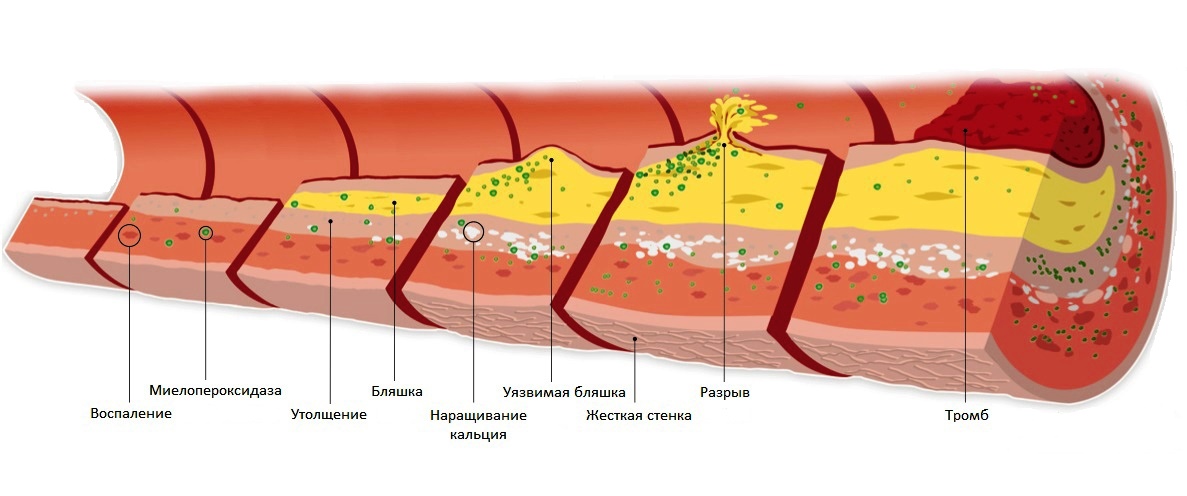 Миелопероксидаза
Бляшка
Уязвимая бляшка
Разрыв
Воспаление
Утолщение
Наращивание
кальция
Жесткая стенка
Тромб